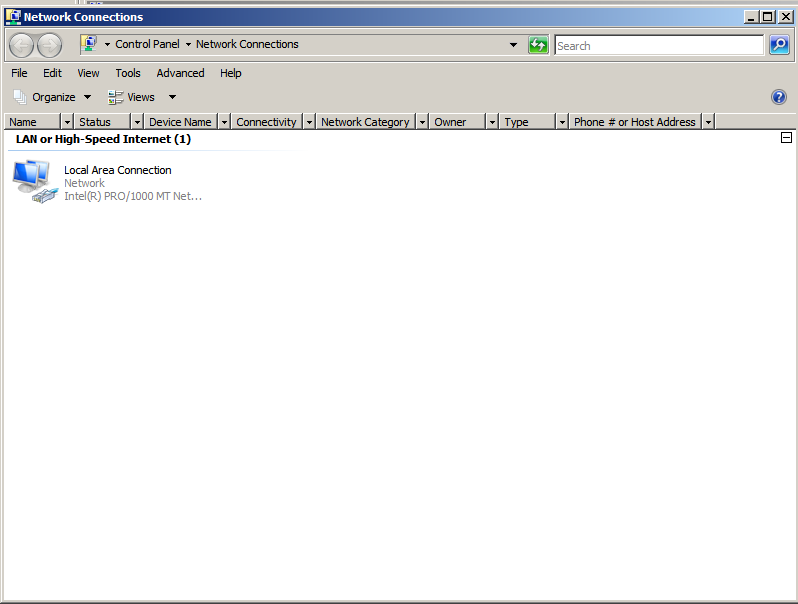 Network Connections
Control Panel Network Connections Search
File Edit View Tools Advanced Help
Organize Views
Name Status Device Name Connectivity Network Category Owner Type Phone # or Host Address
LAN or High-Speed Internet (1)
Local Area Connection
Network
Intel(R) PRO/1000 MT Net...